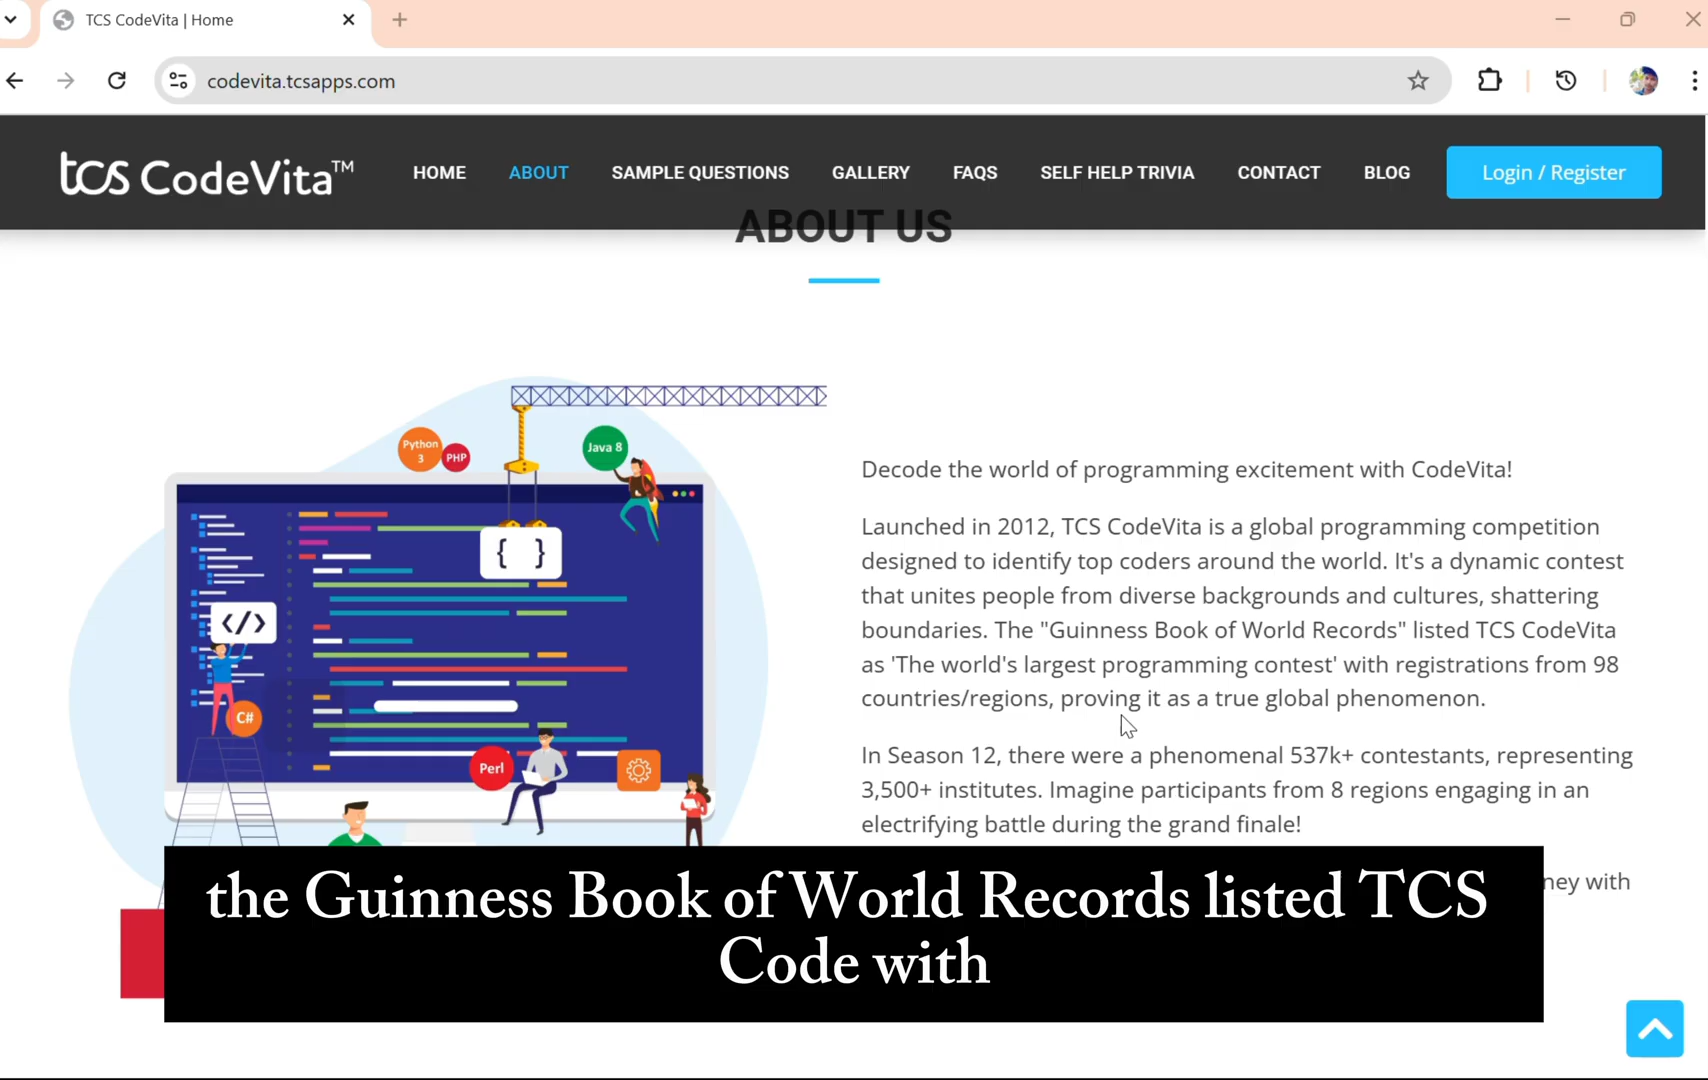 TCS CodeVita | Home
codevita.tcsapps.com
tcs CodeVita™ HOME ABOUT SAMPLE QUESTIONS GALLERY FAQS SELF HELP TRIVIA CONTACT BLOG Login / Register
ABOUT US
Python
3
PHP
Java 8
{ }
</>
C#
Perl
Decode the world of programming excitement with CodeVita!
Launched in 2012, TCS CodeVita is a global programming competition
designed to identify top coders around the world. It's a dynamic contest
that unites people from diverse backgrounds and cultures, shattering
boundaries. The "Guinness Book of World Records" listed TCS CodeVita
as 'The world's largest programming contest' with registrations from 98
countries/regions, proving it as a true global phenomenon.
In Season 12, there were a phenomenal 537k+ contestants, representing
3,500+ institutes. Imagine participants from 8 regions engaging in an
electrifying battle during the grand finale!
ney with
the Guinness Book of World Records listed TCS
Code with